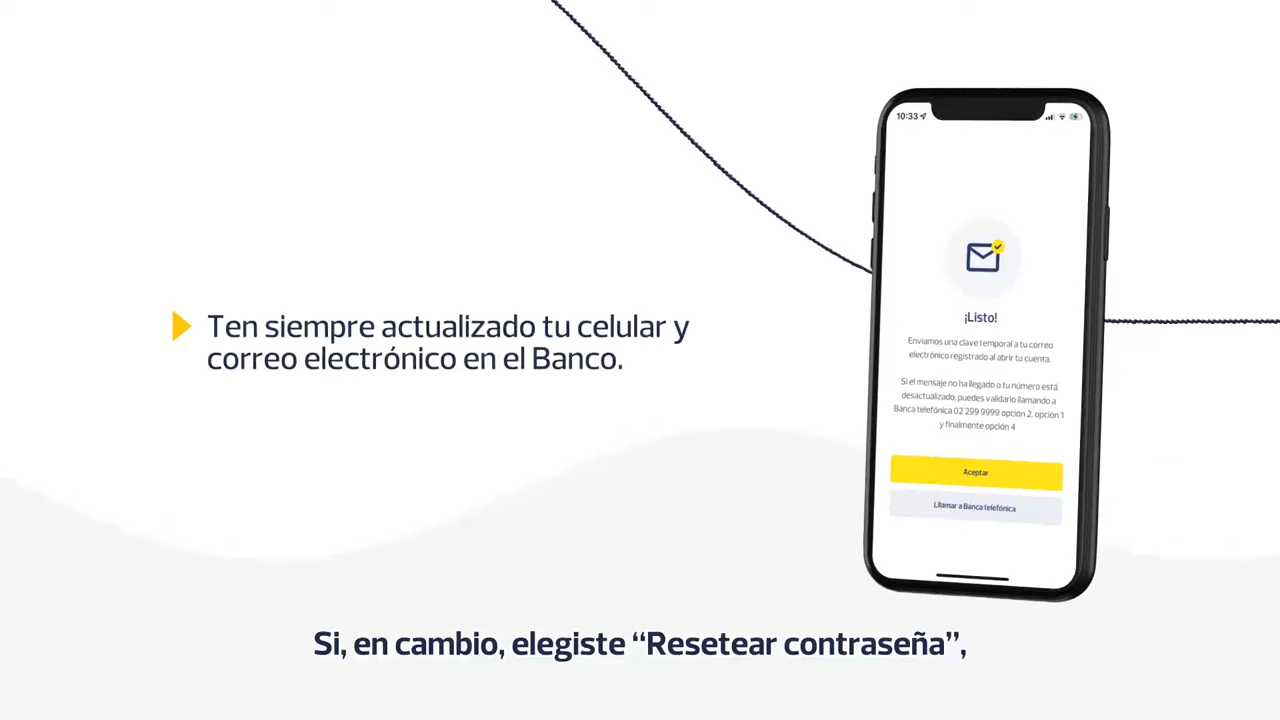 10:33
¡Listo!
Enviamos una clave temporal a tu correo
electrónico registrado al abrir tu cuenta.
Si el mensaje no ha llegado o tu número está
desactualizado, puedes validarlo llamando a
Banca telefónica 02 299 9999 opción 2, opción 1
y finalmente opción 4
Aceptar
Lllamar a Banca telefónica
Ten siempre actualizado tu celular y
correo electrónico en el Banco.
Si, en cambio, elegiste “Resetear contraseña”,